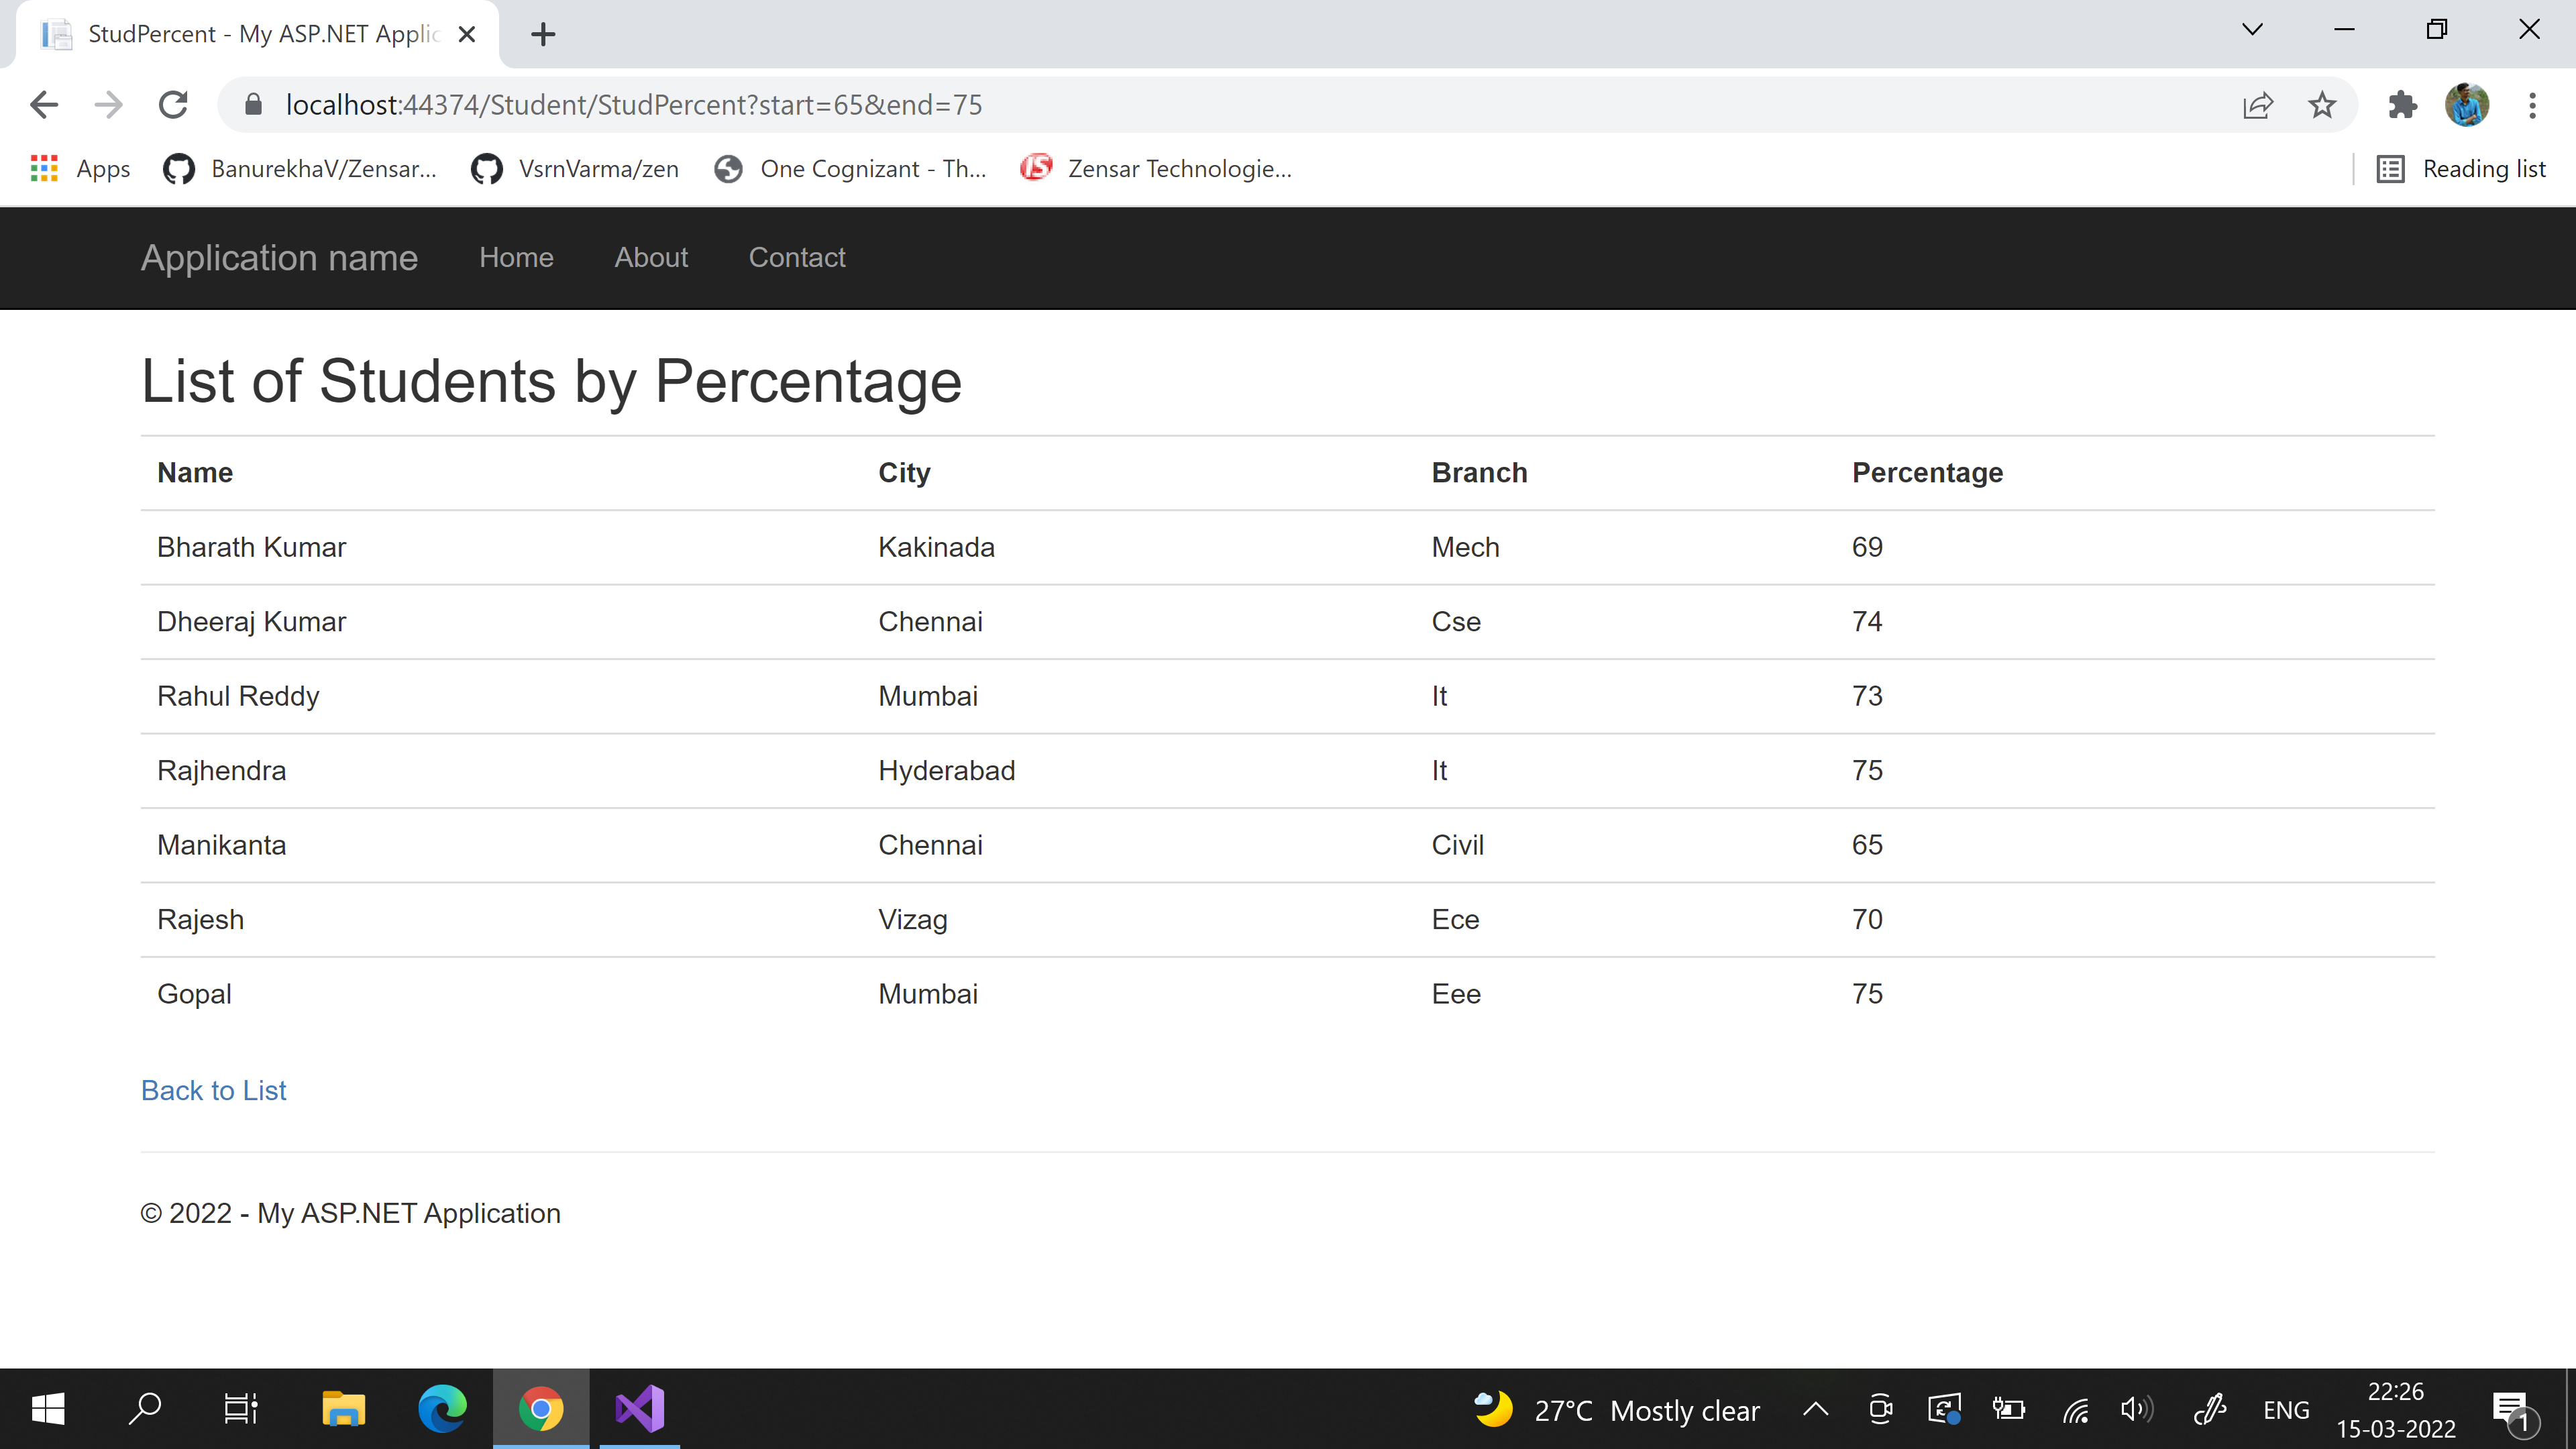 StudPercent - My ASP.NET Applic
localhost:44374/Student/StudPercent?start=65&end=75
Apps BanurekhaV/Zensar... VsrnVarma/zen One Cognizant - Th... Zensar Technologie... Reading list
Application name Home About Contact
List of Students by Percentage
Name City Branch Percentage
Bharath Kumar Kakinada Mech 69
Dheeraj Kumar Chennai Cse 74
Rahul Reddy Mumbai It 73
Rajhendra Hyderabad It 75
Manikanta Chennai Civil 65
Rajesh Vizag Ece 70
Gopal Mumbai Eee 75
Back to List
© 2022 - My ASP.NET Application
27°C Mostly clear ENG 22:26
15-03-2022 1